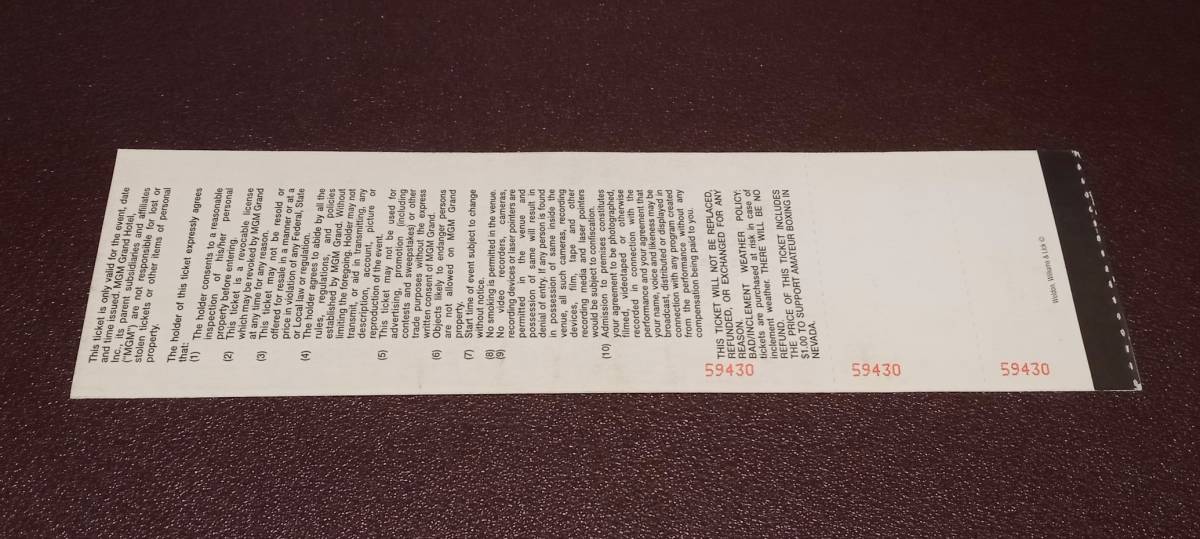 This ticket is only valid for the event, date
and time issued. MGM Grand Hotel,
Inc., its parent, subsidiaries and affiliates
("MGM") are not responsible for lost or
stolen tickets or other items of personal
property.
The holder of this ticket expressly agrees
that:
(1) The holder consents to a reasonable
inspection of his/her personal
property before entering.
(2) This ticket is a revocable license
which may be revoked by MGM Grand
at any time for any reason.
(3) This ticket may not be resold or
offered for resale in a manner or at a
price in violation of any Federal, State
or Local law or regulation.
(4) The holder agrees to abide by all the
rules, regulations, and policies
established by MGM Grand. Without
limiting the foregoing, Holder may not
transmit, or aid in transmitting, any
description, account, picture or
reproduction of the event.
(5) This ticket may not be used for
advertising, promotion (including
contests and sweepstakes) or other
trade purposes without the express
written consent of MGM Grand.
(6) Objects likely to endanger persons
are not allowed on MGM Grand
property.
(7) Start time of event subject to change
without notice.
(8) No smoking is permitted in the venue.
(9) No video recorders, cameras,
recording devices or laser pointers are
permitted in the venue and
possession of same will result in
denial of entry. If any person is found
in possession of same inside the
venue, all such cameras, recording
devices, film, tape and other
recording media and laser pointers
would be subject to confiscation.
(10) Admission to premises constitutes
your agreement to be photographed,
filmed, videotaped or otherwise
recorded in connection with the
performance and your agreement that
your name, voice and likeness may be
broadcast, distributed or displayed in
connection with any program created
from the performance without any
compensation being paid to you.
THIS TICKET WILL NOT BE REPLACED,
REFUNDED, OR EXCHANGED FOR ANY
REASON.
BAD/INCLEMENT WEATHER POLICY:
tickets are purchased at risk in case of
inclement weather. THERE WILL BE NO
REFUND.
THE PRICE OF THIS TICKET INCLUDES
$1.00 TO SUPPORT AMATEUR BOXING IN
NEVADA.
59430
59430
59430
Weldon, Williams & Lick ©